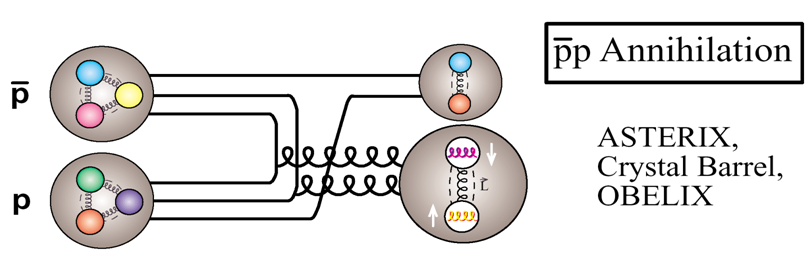 p̅p Annihilation
p̅
p
L⃗
ASTERIX,
Crystal Barrel,
OBELIX